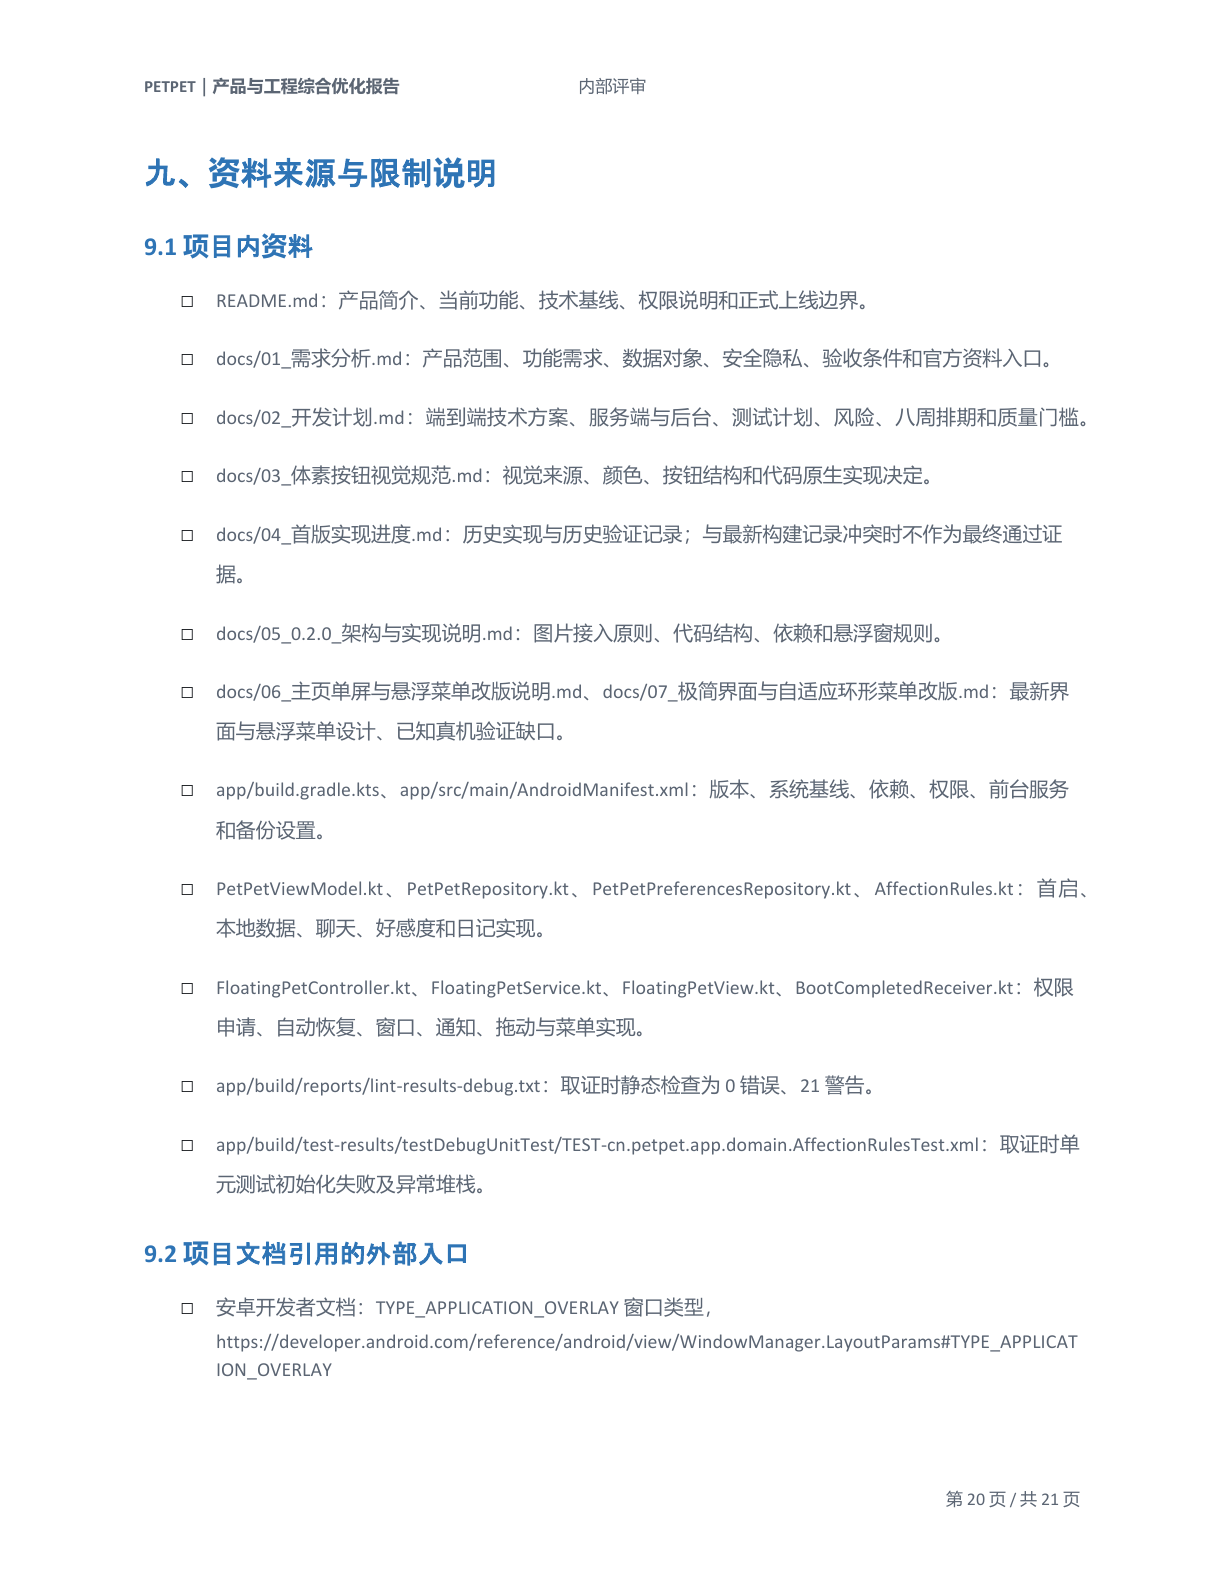 PETPET｜产品与工程综合优化报告 内部评审
九、资料来源与限制说明
9.1 项目内资料
□ README.md：产品简介、当前功能、技术基线、权限说明和正式上线边界。
□ docs/01_需求分析.md：产品范围、功能需求、数据对象、安全隐私、验收条件和官方资料入口。
□ docs/02_开发计划.md：端到端技术方案、服务端与后台、测试计划、风险、八周排期和质量门槛。
□ docs/03_体素按钮视觉规范.md：视觉来源、颜色、按钮结构和代码原生实现决定。
□ docs/04_首版实现进度.md：历史实现与历史验证记录；与最新构建记录冲突时不作为最终通过证
据。
□ docs/05_0.2.0_架构与实现说明.md：图片接入原则、代码结构、依赖和悬浮窗规则。
□ docs/06_主页单屏与悬浮菜单改版说明.md、docs/07_极简界面与自适应环形菜单改版.md：最新界
面与悬浮菜单设计、已知真机验证缺口。
□ app/build.gradle.kts、app/src/main/AndroidManifest.xml：版本、系统基线、依赖、权限、前台服务
和备份设置。
□ PetPetViewModel.kt、PetPetRepository.kt、PetPetPreferencesRepository.kt、AffectionRules.kt：首启、
本地数据、聊天、好感度和日记实现。
□ FloatingPetController.kt、FloatingPetService.kt、FloatingPetView.kt、BootCompletedReceiver.kt：权限
申请、自动恢复、窗口、通知、拖动与菜单实现。
□ app/build/reports/lint-results-debug.txt：取证时静态检查为 0 错误、21 警告。
□ app/build/test-results/testDebugUnitTest/TEST-cn.petpet.app.domain.AffectionRulesTest.xml：取证时单
元测试初始化失败及异常堆栈。
9.2 项目文档引用的外部入口
□ 安卓开发者文档：TYPE_APPLICATION_OVERLAY 窗口类型，
https://developer.android.com/reference/android/view/WindowManager.LayoutParams#TYPE_APPLICAT
ION_OVERLAY
第 20 页 / 共 21 页